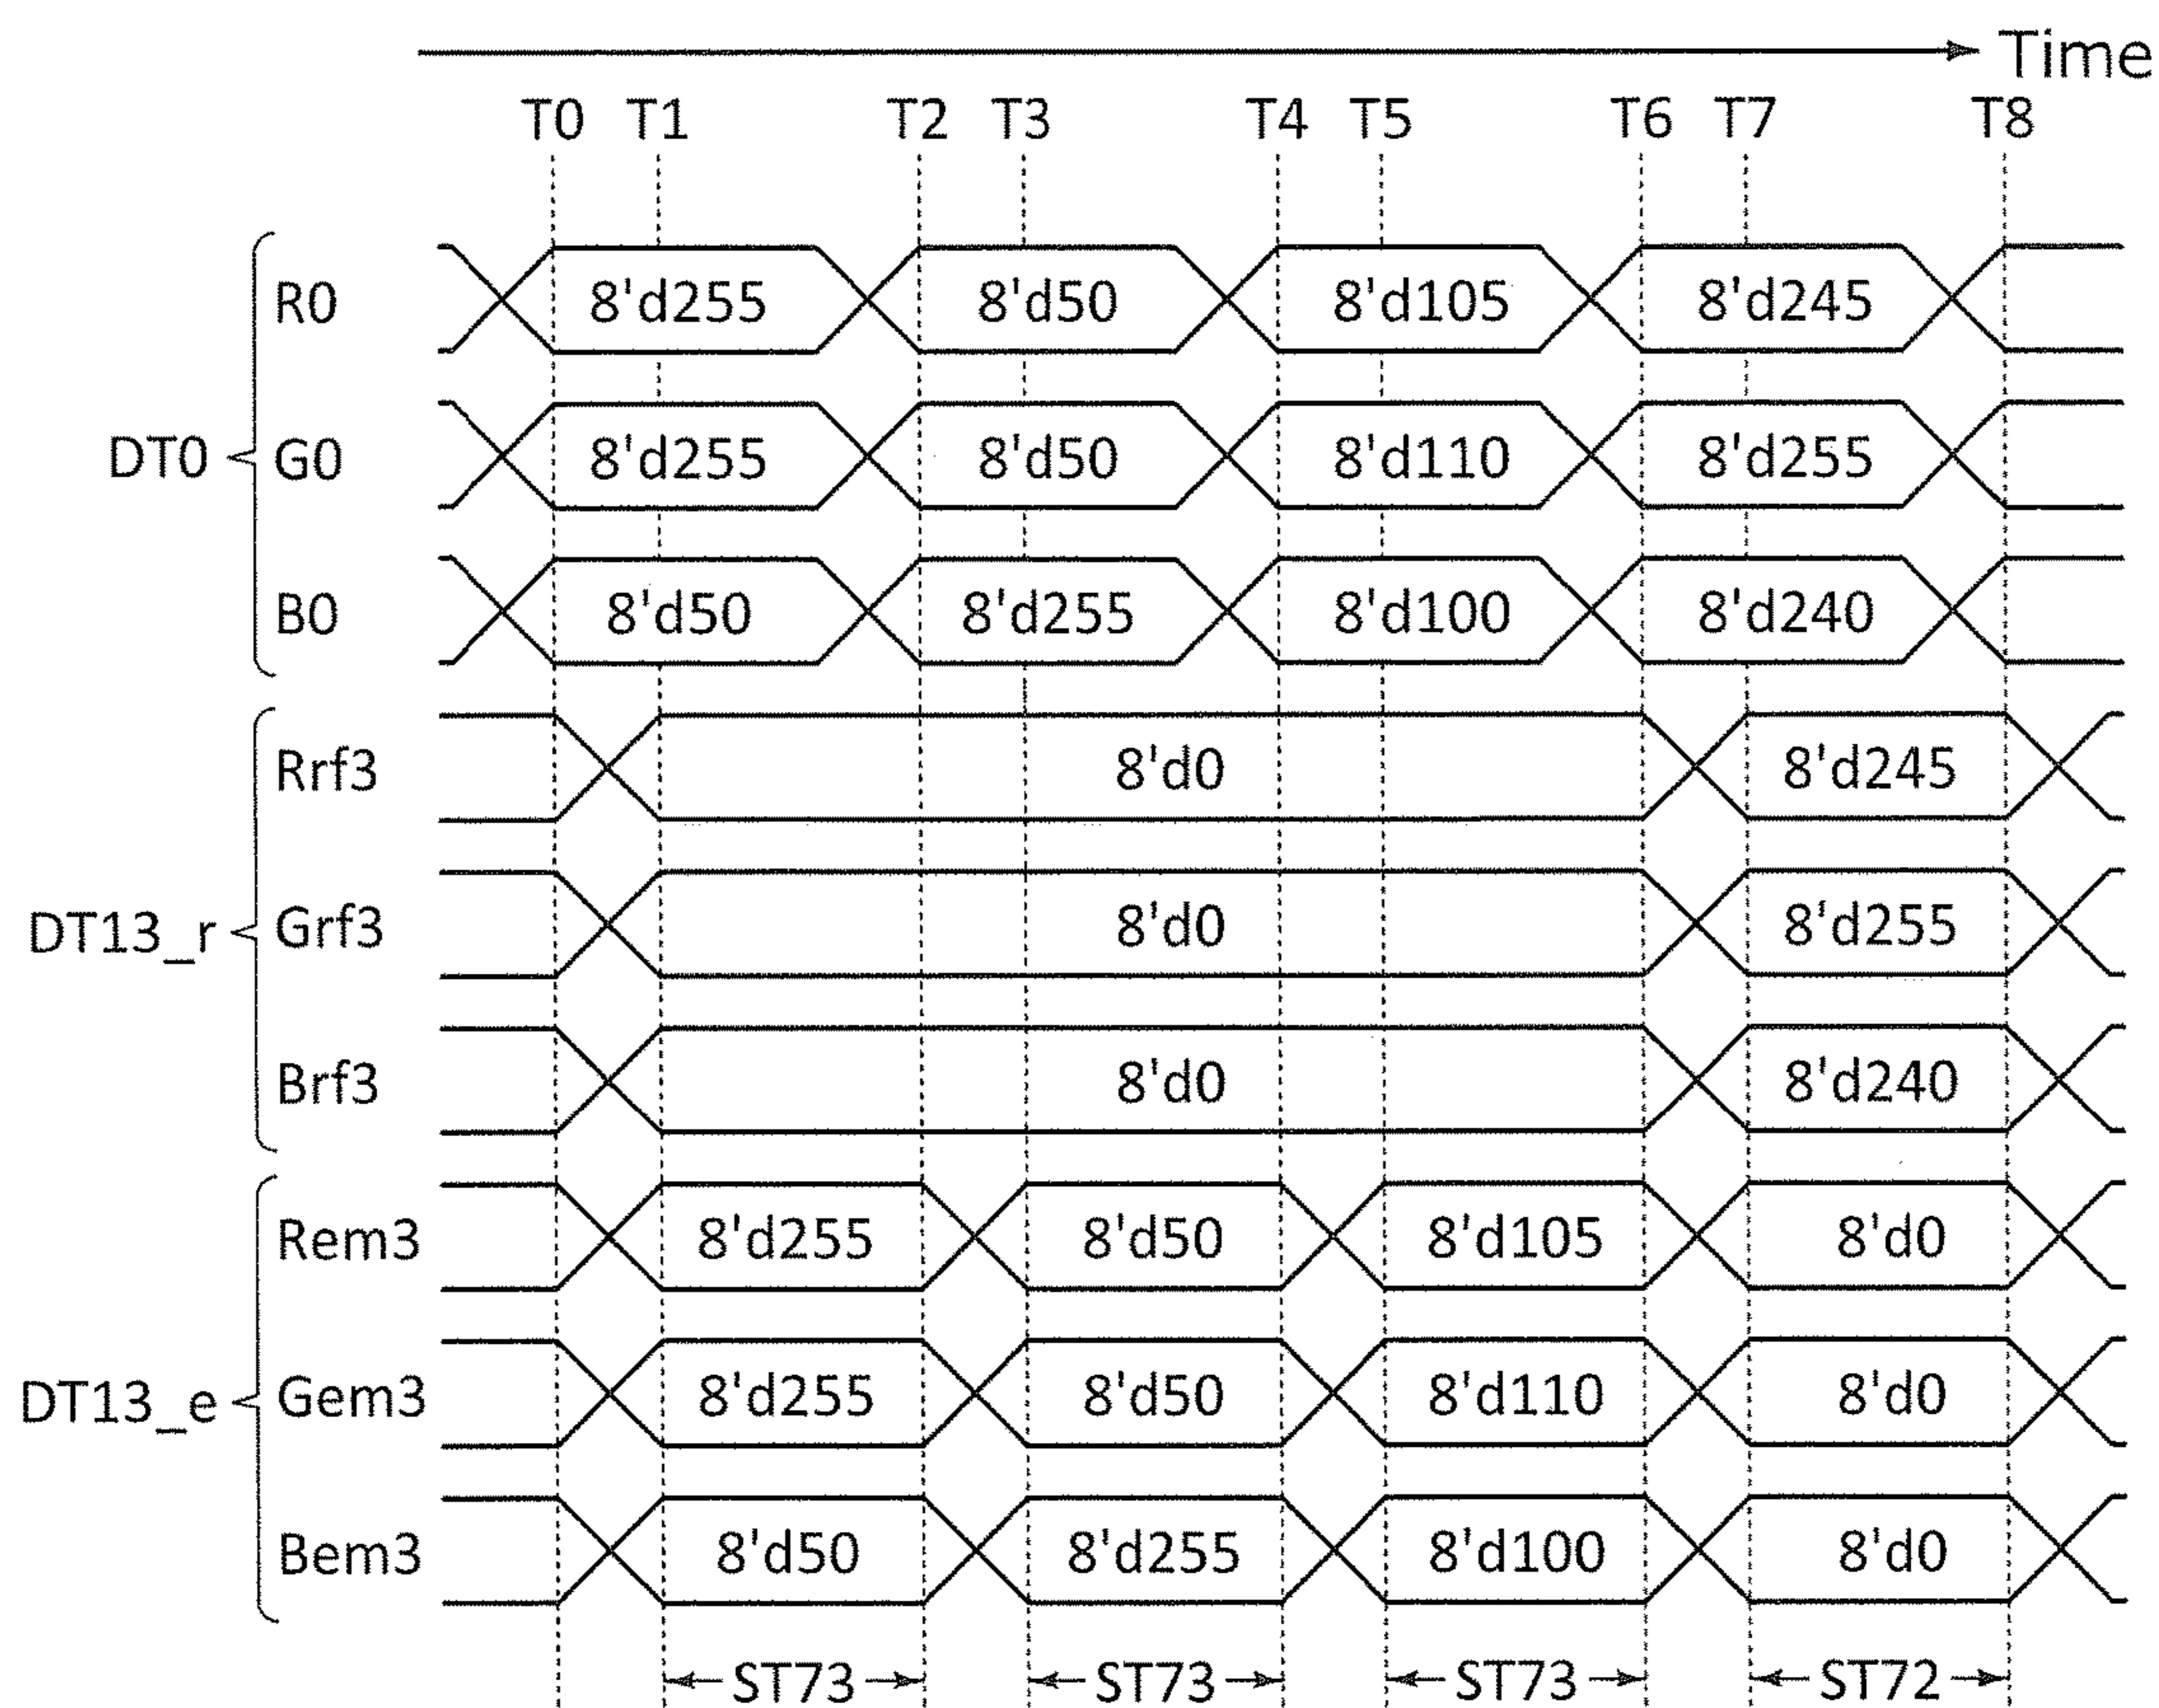 Time
T0 T1 T2 T3 T4 T5 T6 T7 T8
R0 8'd255 8'd50 8'd105 8'd245
DT0 G0 8'd255 8'd50 8'd110 8'd255
B0 8'd50 8'd255 8'd100 8'd240
Rrf3 8'd0 8'd245
DT13_r Grf3 8'd0 8'd255
Brf3 8'd0 8'd240
Rem3 8'd255 8'd50 8'd105 8'd0
DT13_e Gem3 8'd255 8'd50 8'd110 8'd0
Bem3 8'd50 8'd255 8'd100 8'd0
ST73 ST73 ST73 ST72